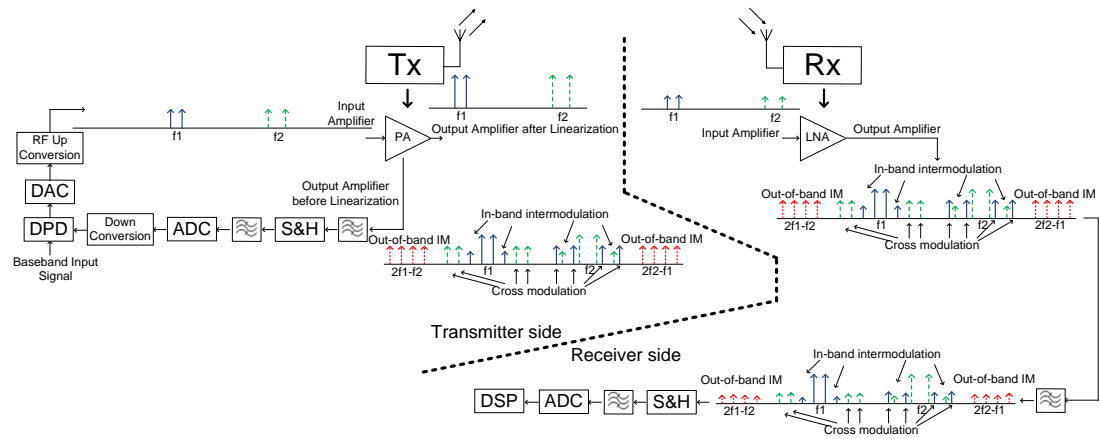 Tx
Rx
f1
f2
Input
Amplifier
PA
f1
f2
Output Amplifier after Linearization
f1
f2
Input Amplifier
LNA
Output Amplifier
RF Up
Conversion
DAC
DPD
Baseband Input
Signal
Down
Conversion
ADC
S&H
Output Amplifier
before Linearization
In-band intermodulation
Out-of-band IM
Out-of-band IM
2f1-f2
f1
f2
2f2-f1
Cross modulation
In-band intermodulation
Out-of-band IM
Out-of-band IM
2f1-f2
f1
f2
2f2-f1
Cross modulation
Transmitter side
Receiver side
In-band intermodulation
Out-of-band IM
Out-of-band IM
DSP
ADC
S&H
2f1-f2
f1
f2
2f2-f1
Cross modulation